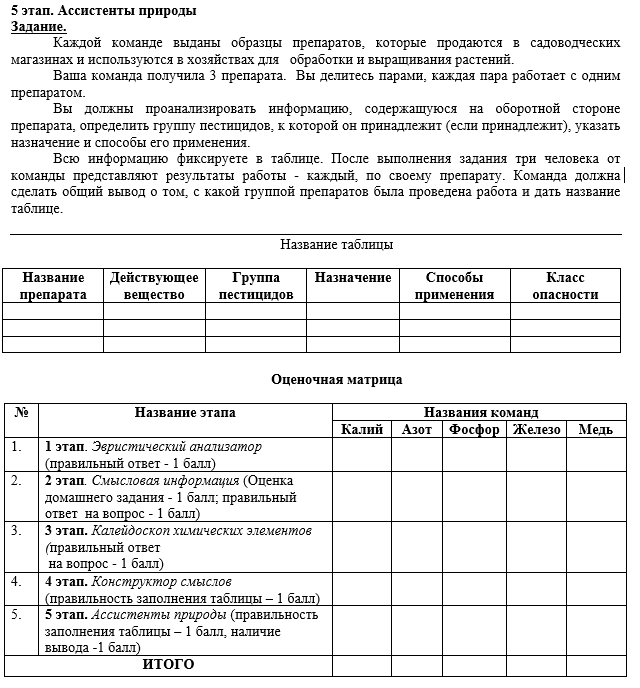 5 этап. Ассистенты природы
Задание.
Каждой команде выданы образцы препаратов, которые продаются в садоводческих
магазинах и используются в хозяйствах для обработки и выращивания растений.
Ваша команда получила 3 препарата. Вы делитесь парами, каждая пара работает с одним
препаратом.
Вы должны проанализировать информацию, содержащуюся на оборотной стороне
препарата, определить группу пестицидов, к которой он принадлежит (если принадлежит), указать
назначение и способы его применения.
Всю информацию фиксируете в таблице. После выполнения задания три человека от
команды представляют результаты работы - каждый, по своему препарату. Команда должна
сделать общий вывод о том, с какой группой препаратов была проведена работа и дать название
таблице.
Название таблицы
Название препарата Действующее вещество Группа пестицидов Назначение Способы применения Класс опасности
Оценочная матрица
№ Название этапа Названия команд
Калий Азот Фосфор Железо Медь
1. 1 этап. Эвристический анализатор
(правильный ответ - 1 балл)
2. 2 этап. Смысловая информация (Оценка
домашнего задания - 1 балл; правильный
ответ на вопрос - 1 балл)
3. 3 этап. Калейдоскоп химических элементов
(правильный ответ
на вопрос - 1 балл)
4. 4 этап. Конструктор смыслов
(правильность заполнения таблицы – 1 балл)
5. 5 этап. Ассистенты природы (правильность
заполнения таблицы – 1 балл, наличие
вывода -1 балл)
ИТОГО